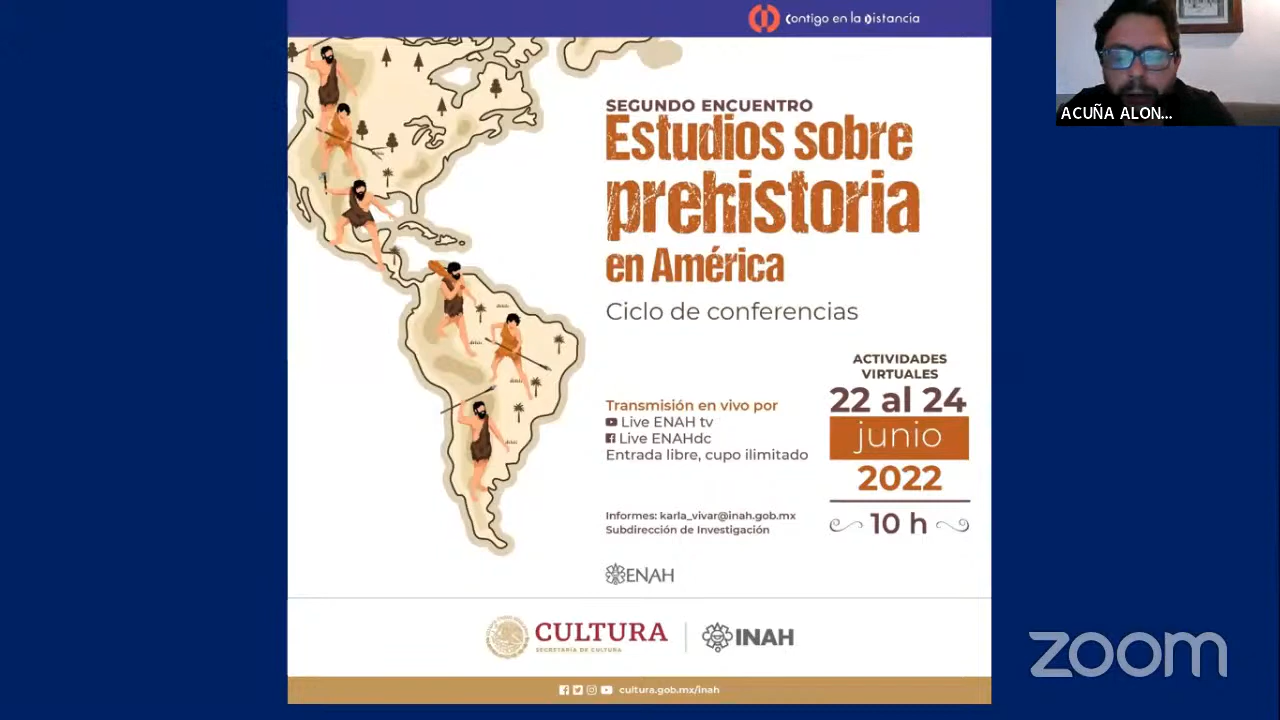 contigo en la distancia
ACUÑA ALON...
SEGUNDO ENCUENTRO
Estudios sobre
prehistoria
en América
Ciclo de conferencias
ACTIVIDADES
VIRTUALES
22 al 24
junio
2022
10 h
Transmisión en vivo por
Live ENAH tv
Live ENAHdc
Entrada libre, cupo ilimitado
Informes: karla_vivar@inah.gob.mx
Subdirección de Investigación
ENAH
CULTURA
SECRETARÍA DE CULTURA
INAH
cultura.gob.mx/inah
zoom